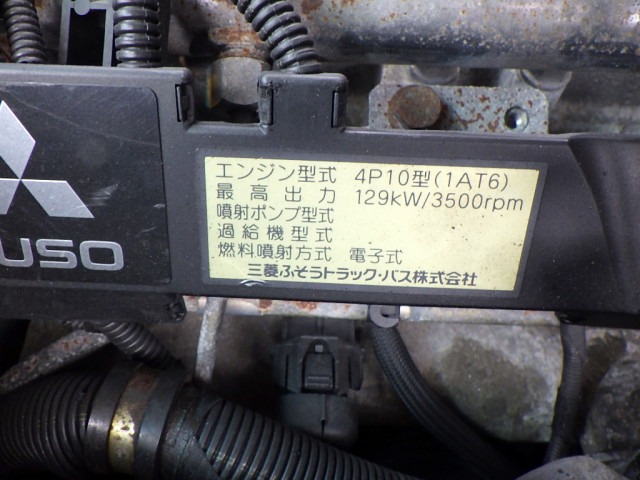 エンジン型式 4P10型(1AT6)
最高出力 129kW/3500rpm
噴射ポンプ型式
過給機型式
燃料噴射方式 電子式
三菱ふそうトラック・バス株式会社
USO